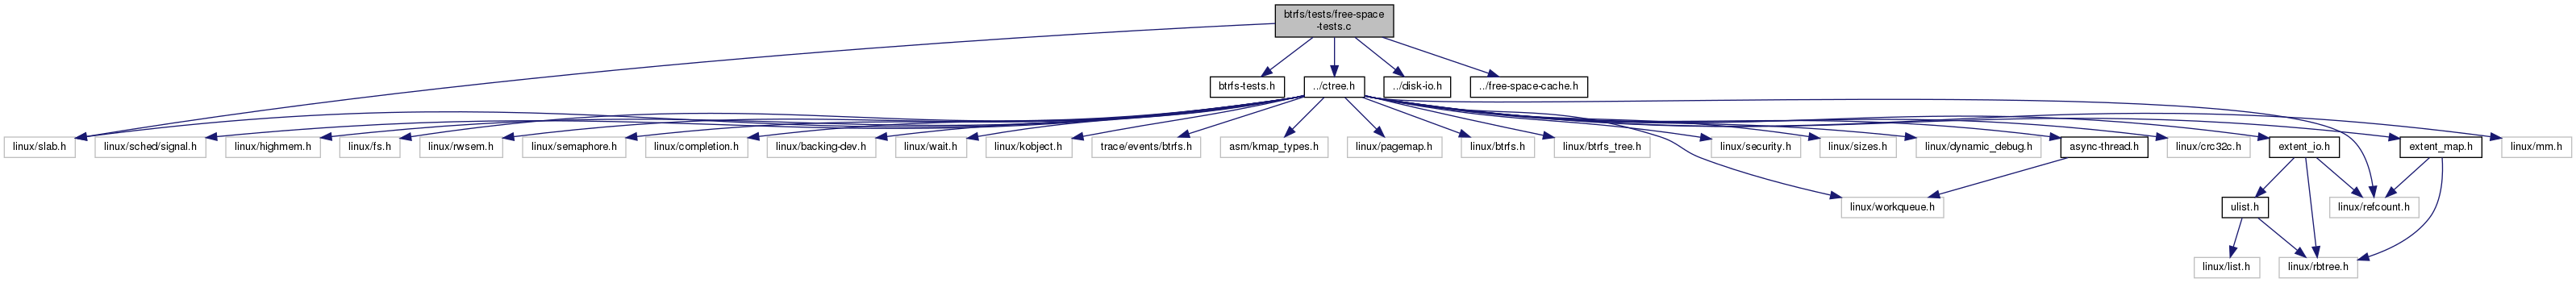 btrfs/tests/free-space
-tests.c
btrfs-tests.h
../ctree.h
../disk-io.h
../free-space-cache.h
linux/slab.h
linux/sched/signal.h
linux/highmem.h
linux/fs.h
linux/rwsem.h
linux/semaphore.h
linux/completion.h
linux/backing-dev.h
linux/wait.h
linux/kobject.h
trace/events/btrfs.h
asm/kmap_types.h
linux/pagemap.h
linux/btrfs.h
linux/btrfs_tree.h
linux/security.h
linux/sizes.h
linux/dynamic_debug.h
async-thread.h
linux/crc32c.h
extent_io.h
extent_map.h
linux/mm.h
linux/workqueue.h
ulist.h
linux/refcount.h
linux/list.h
linux/rbtree.h